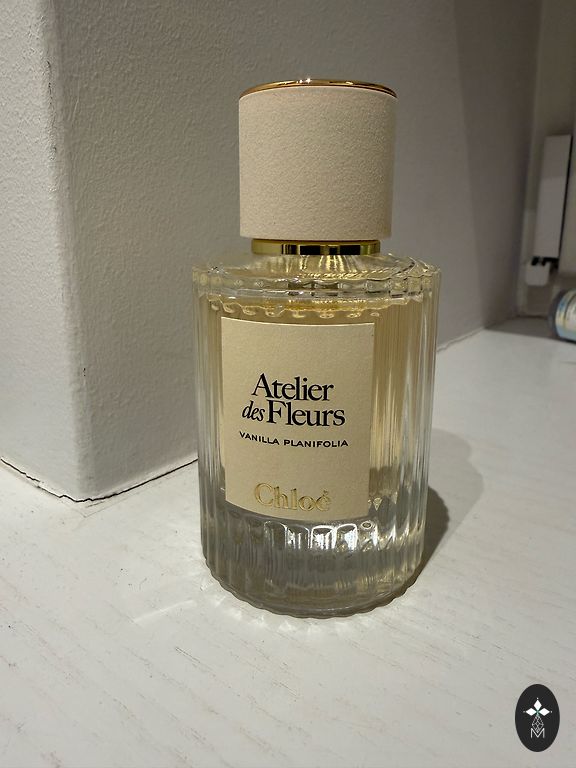 Atelier
des Fleurs
VANILLA PLANIFOLIA
Chloé